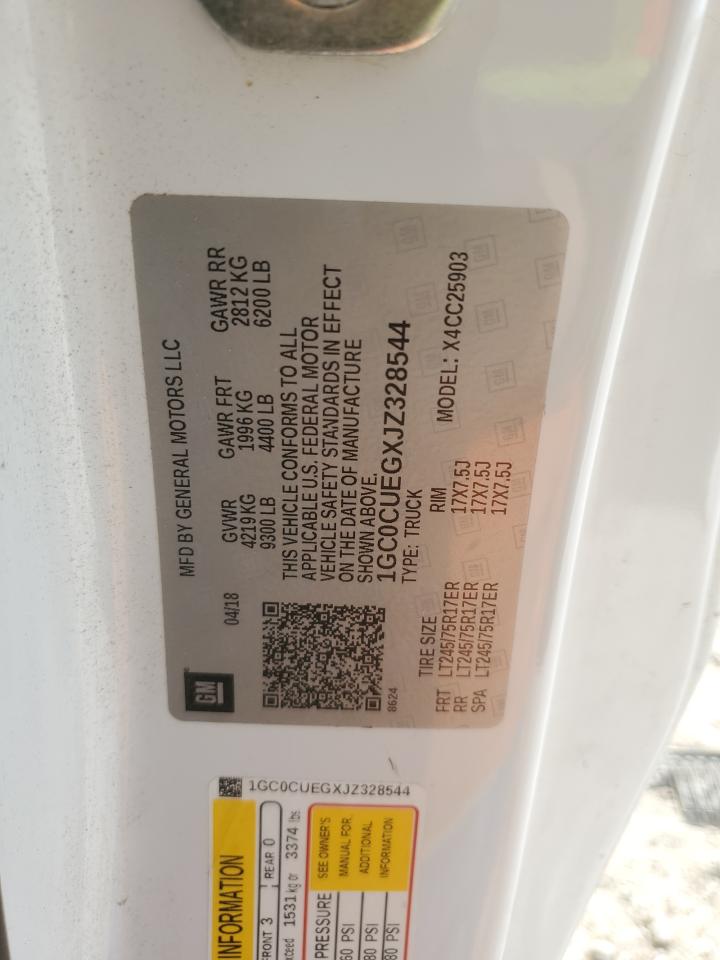 MFD BY GENERAL MOTORS LLC
GM
04/18
GVWR
4219 KG
9300 LB
GAWR FRT
1996 KG
4400 LB
GAWR RR
2812 KG
6200 LB
THIS VEHICLE CONFORMS TO ALL
APPLICABLE U.S. FEDERAL MOTOR
VEHICLE SAFETY STANDARDS IN EFFECT
ON THE DATE OF MANUFACTURE
SHOWN ABOVE.
1GC0CUEGXJZ328544
8624
TYPE: TRUCK
MODEL: X4CC25903
TIRE SIZE RIM
FRT LT245/75R17ER 17X7.5J
RR LT245/75R17ER 17X7.5J
SPA LT245/75R17ER 17X7.5J
1GC0CUEGXJZ328544
INFORMATION
FRONT 3 REAR 0
exceed 1531 kg or 3374 lbs
PRESSURE
60 PSI
80 PSI
80 PSI
SEE OWNER'S
MANUAL FOR
ADDITIONAL
INFORMATION